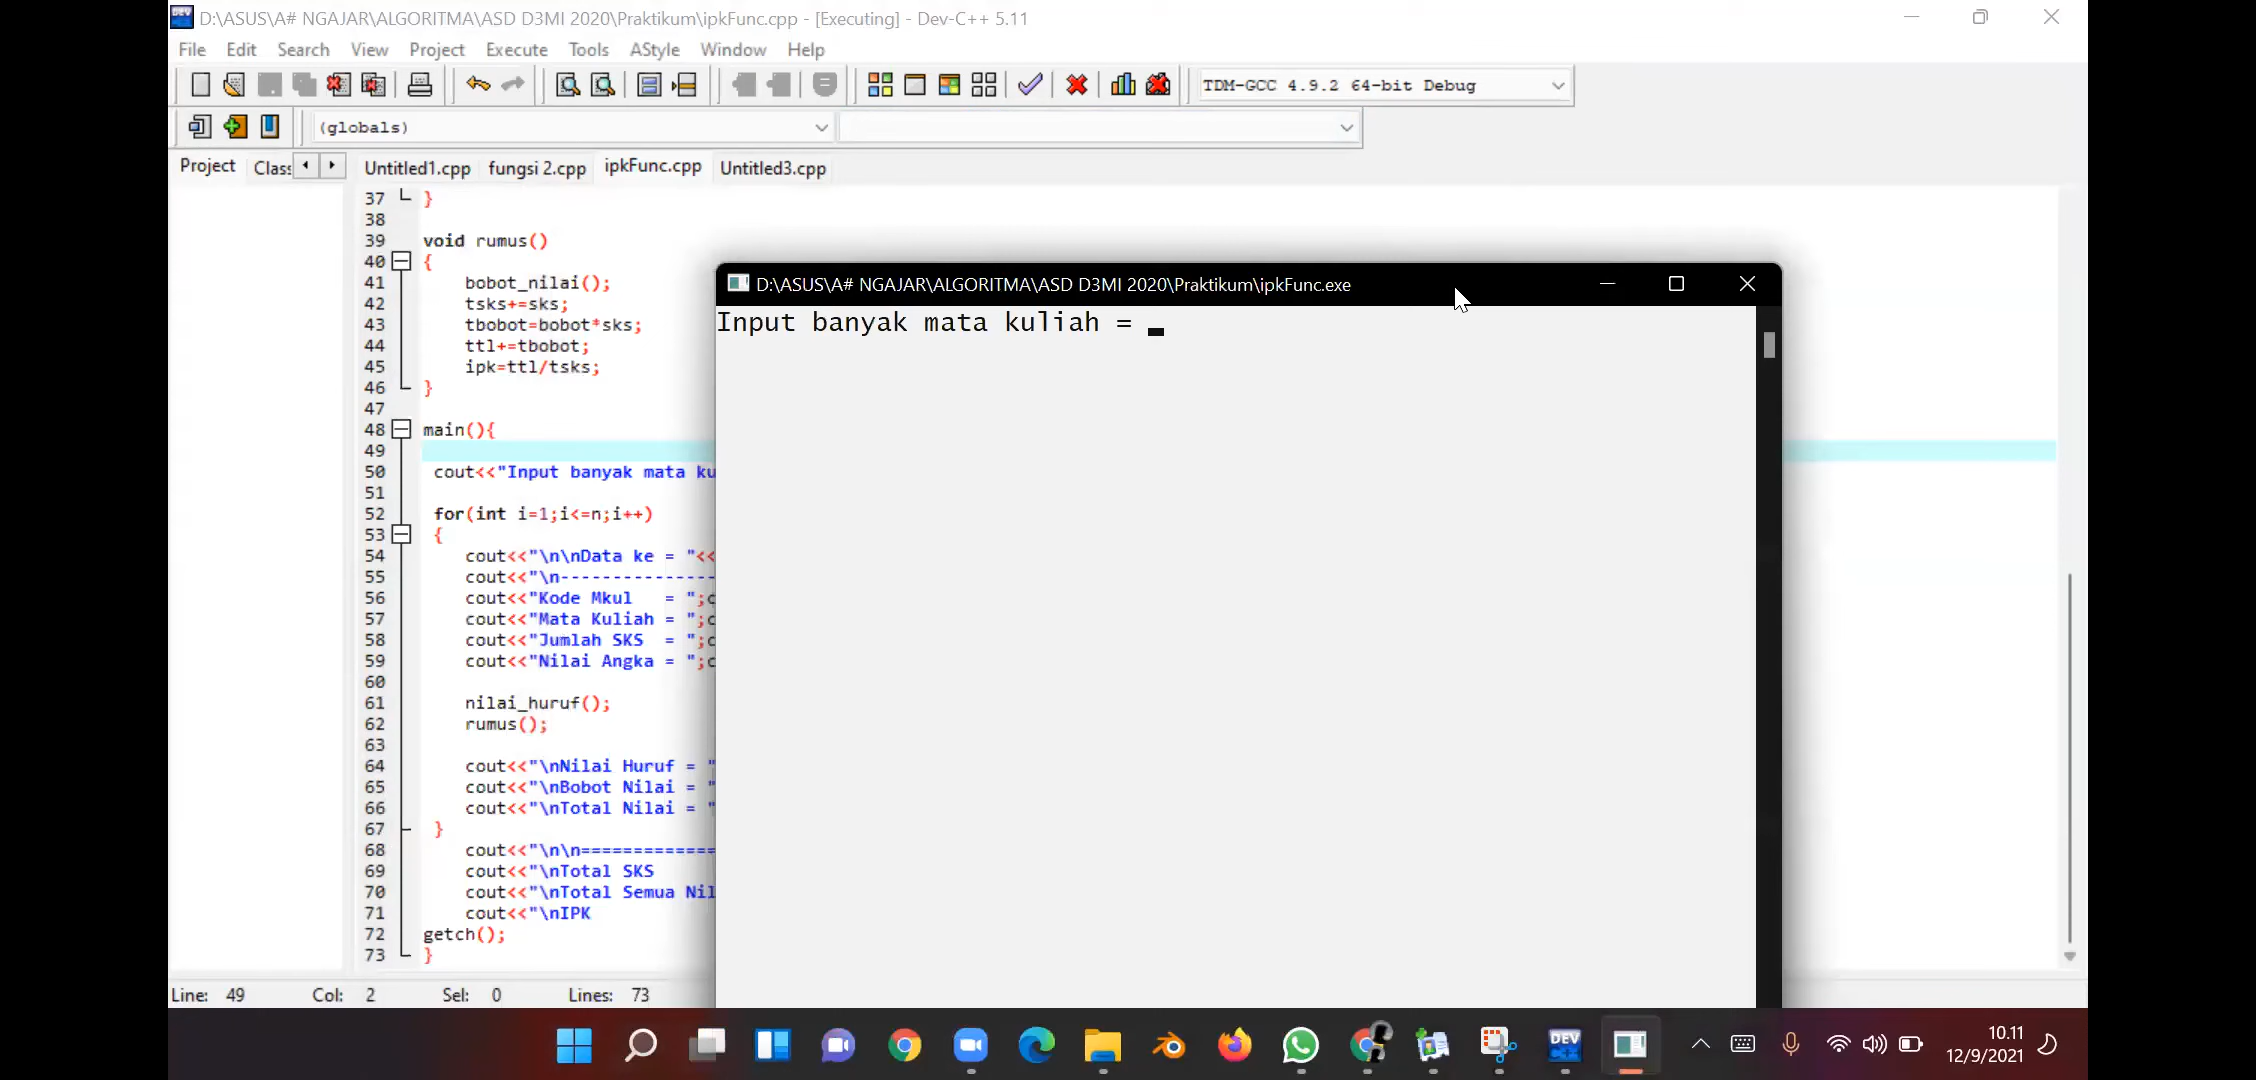 D:\ASUS\A# NGAJAR\ALGORITMA\ASD D3MI 2020\Praktikum\ipkFunc.cpp - [Executing] - Dev-C++ 5.11
File Edit Search View Project Execute Tools AStyle Window Help
TDM-GCC 4.9.2 64-bit Debug
(globals)
Project Class
Untitled1.cpp fungsi 2.cpp ipkFunc.cpp Untitled3.cpp
37 }
38
39 void rumus()
40 {
41 bobot_nilai();
42 tsks+=sks;
43 tbobot=bobot*sks;
44 ttl+=tbobot;
45 ipk=ttl/tsks;
46 }
47
48 main(){
49
50 cout<<"Input banyak mata ku
51
52 for(int i=1;i<=n;i++)
53 {
54 cout<<"\n\nData ke = "<<
55 cout<<"\n---------------
56 cout<<"Kode Mkul   = ";c
57 cout<<"Mata Kuliah = ";c
58 cout<<"Jumlah SKS  = ";c
59 cout<<"Nilai Angka = ";c
60
61 nilai_huruf();
62 rumus();
63
64 cout<<"\nNilai Huruf = "
65 cout<<"\nBobot Nilai = "
66 cout<<"\nTotal Nilai = "
67 }
68 cout<<"\n\n=============
69 cout<<"\nTotal SKS
70 cout<<"\nTotal Semua Nil
71 cout<<"\nIPK
72 getch();
73 }
D:\ASUS\A# NGAJAR\ALGORITMA\ASD D3MI 2020\Praktikum\ipkFunc.exe
Input banyak mata kuliah = _
Line: 49 Col: 2 Sel: 0 Lines: 73
DEV
10.11
12/9/2021